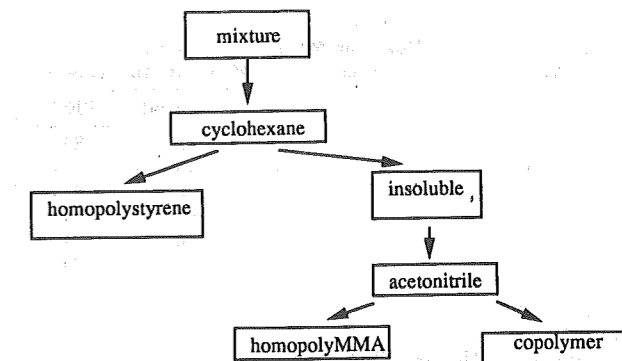 mixture
cyclohexane
homopolystyrene
insoluble
acetonitrile
homopolyMMA
copolymer